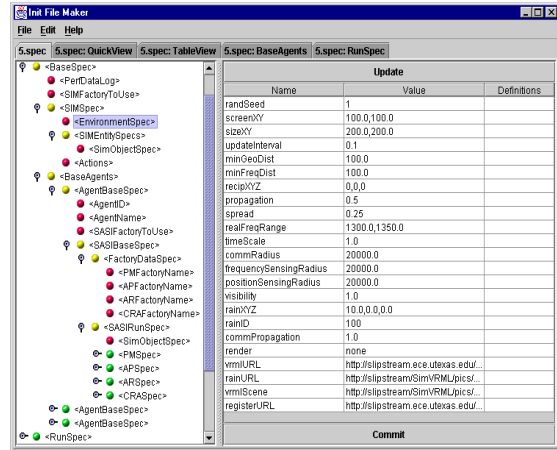 Init File Maker
File Edit Help
5.spec 5.spec: QuickView 5.spec: TableView 5.spec: BaseAgents 5.spec: RunSpec
<BaseSpec>
<PerfDataLog>
<SIMFactoryToUse>
<SIMSpec>
<EnvironmentSpec>
<SIMEntitySpecs>
<SimObjectSpec>
<Actions>
<BaseAgents>
<AgentBaseSpec>
<AgentID>
<AgentName>
<SASIFactoryToUse>
<SASIBaseSpec>
<FactoryDataSpec>
<PMFactoryName>
<APFactoryName>
<ARFactoryName>
<CRAFactoryName>
<SASIRunSpec>
<SimObjectSpec>
<PMSpec>
<APSpec>
<ARSpec>
<CRASpec>
<AgentBaseSpec>
<AgentBaseSpec>
<RunSpec>
Update
Name Value Definitions
randSeed 1
screenXY 100.0,100.0
sizeXY 200.0,200.0
updateInterval 0.1
minGeoDist 100.0
minFreqDist 100.0
recipXYZ 0,0,0
propagation 0.5
spread 0.25
realFreqRange 1300.0,1350.0
timeScale 1.0
commRadius 20000.0
frequencySensingRadius 20000.0
positionSensingRadius 20000.0
visibility 1.0
rainXYZ 10.0,0.0,0.0
rainID 100
commPropagation 1.0
render none
vrmlURL http://slipstream.ece.utexas.edu/...
rainURL http://slipstream/SimVRML/pics/...
vrmlScene http://slipstream/SimVRML/pics/...
registerURL http://slipstream.ece.utexas.edu/...
Commit